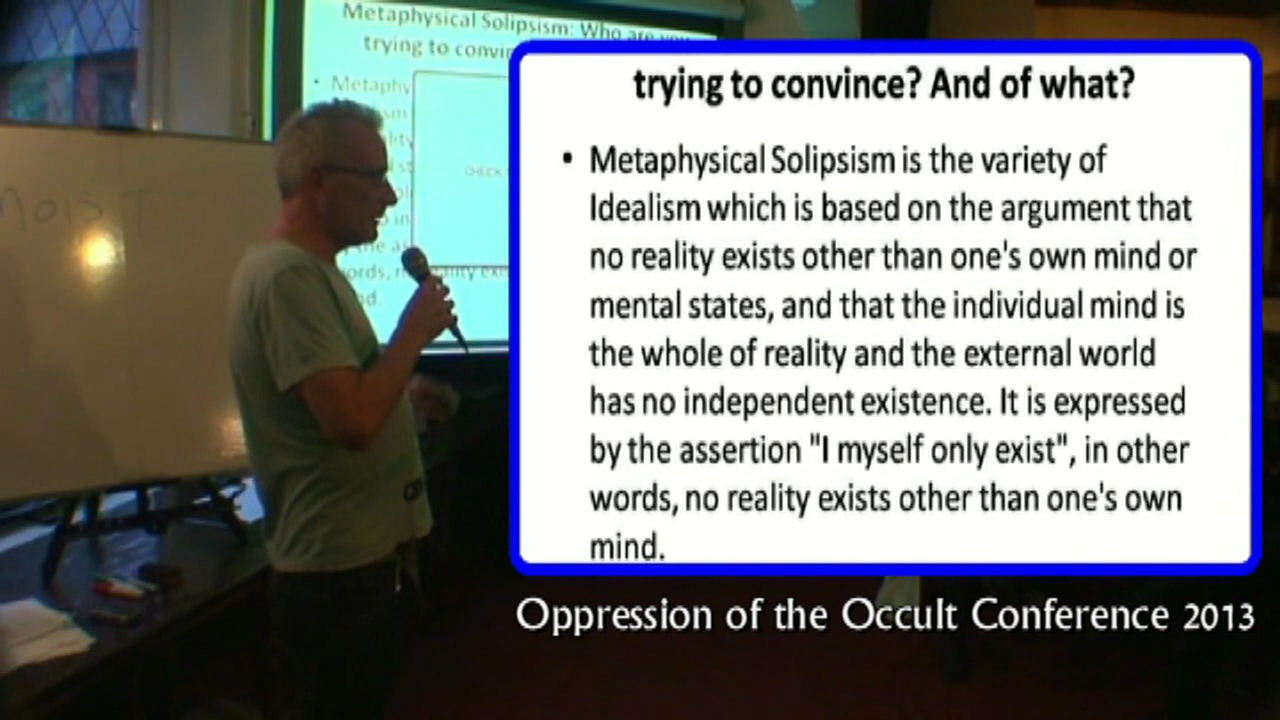 Metaphysical Solipsism: Who are you
trying to convin
Metaphy
trying to convince? And of what?
• Metaphysical Solipsism is the variety of
Idealism which is based on the argument that
no reality exists other than one's own mind or
mental states, and that the individual mind is
the whole of reality and the external world
has no independent existence. It is expressed
by the assertion "I myself only exist", in other
words, no reality exists other than one's own
mind.
Oppression of the Occult Conference 2013